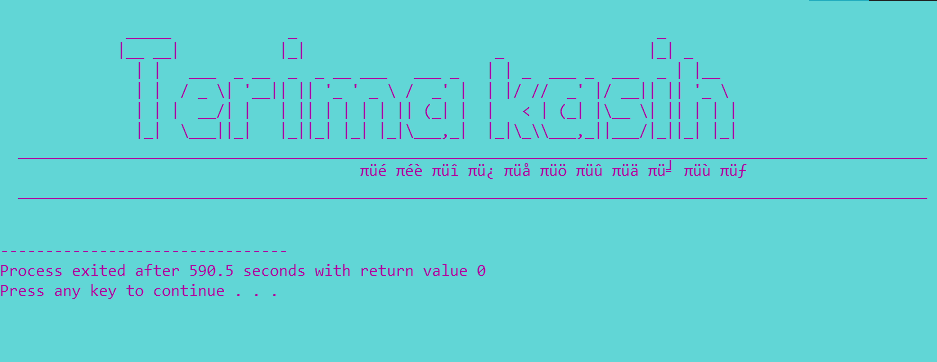 Terima kasih
πüé πéè πüî πü¿ πüå πüö πüû πüä πü╛ πüù πüƒ
--------------------------------
Process exited after 590.5 seconds with return value 0
Press any key to continue . . .